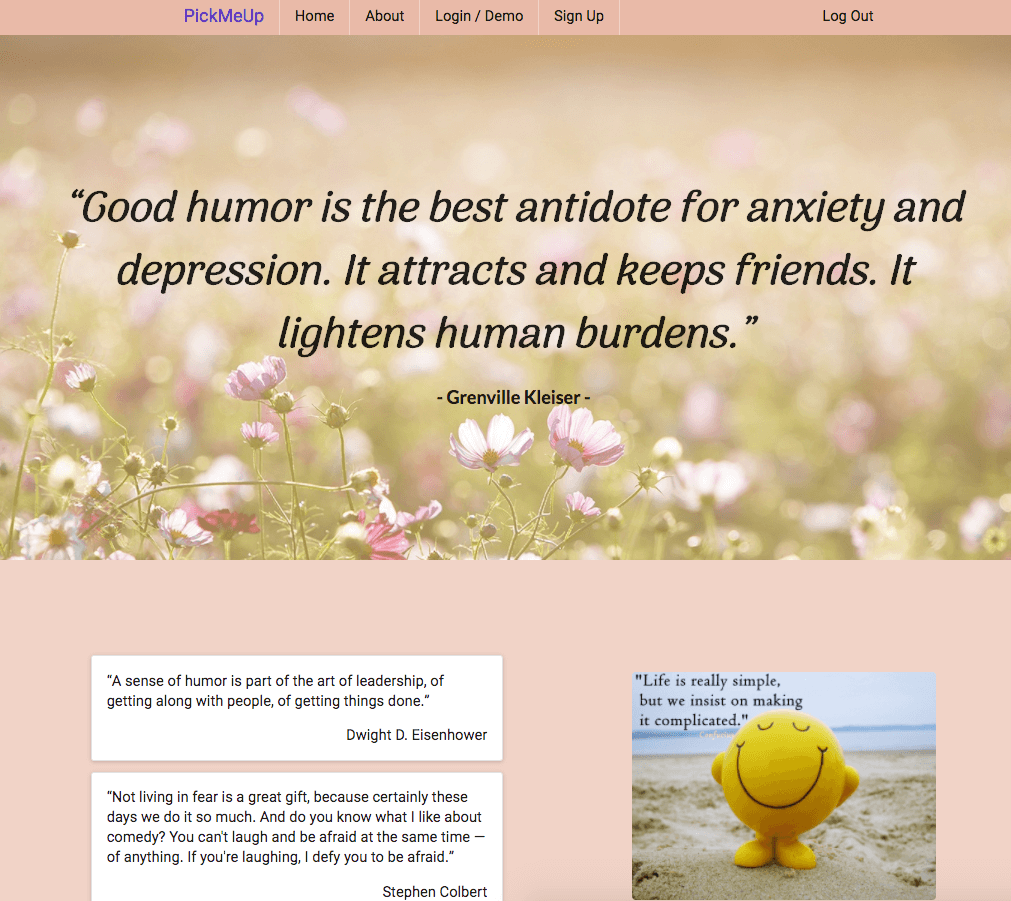 PickMeUp Home About Login / Demo Sign Up Log Out
“Good humor is the best antidote for anxiety and
depression. It attracts and keeps friends. It
lightens human burdens.”
- Grenville Kleiser -
“A sense of humor is part of the art of leadership, of
getting along with people, of getting things done.”
Dwight D. Eisenhower
“Not living in fear is a great gift, because certainly these
days we do it so much. And do you know what I like about
comedy? You can't laugh and be afraid at the same time —
of anything. If you're laughing, I defy you to be afraid.”
Stephen Colbert
"Life is really simple,
but we insist on making
it complicated."